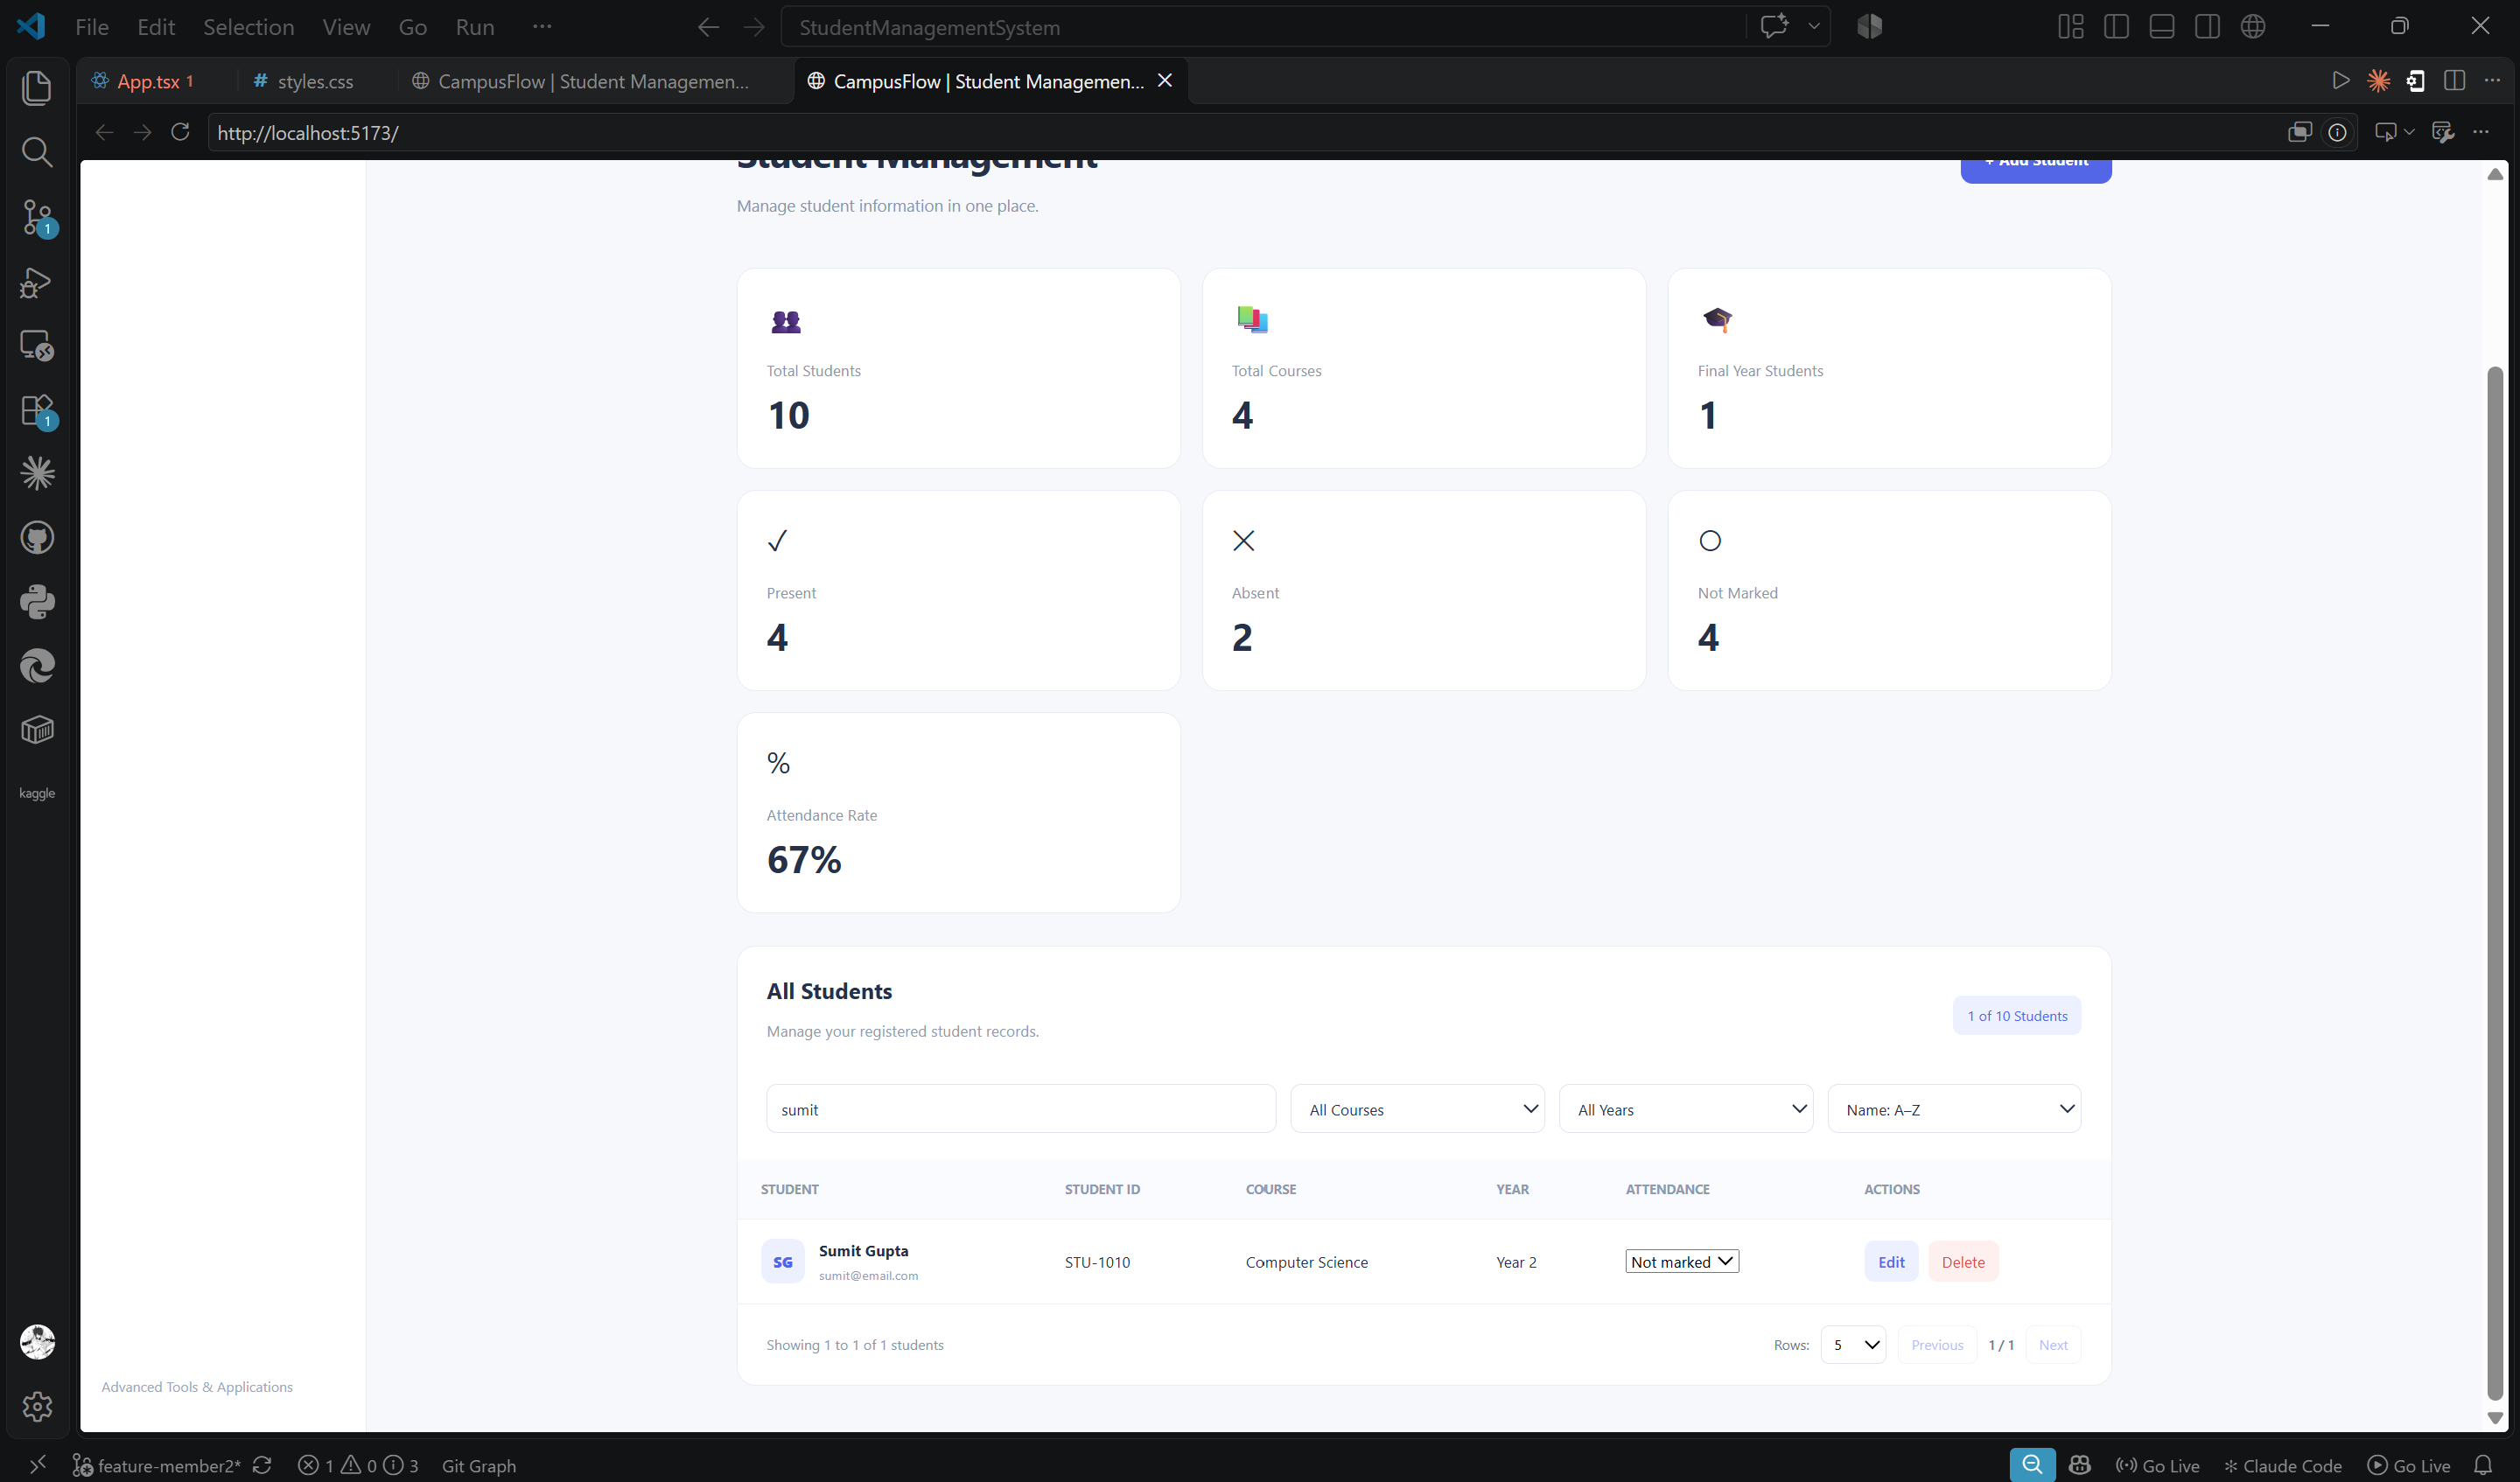 File Edit Selection View Go Run ···
StudentManagementSystem
App.tsx 1
# styles.css
CampusFlow | Student Managemen...
CampusFlow | Student Managemen...
http://localhost:5173/
Student Management
+ Add Student
Manage student information in one place.
Total Students
10
Total Courses
4
Final Year Students
1
Present
4
Absent
2
Not Marked
4
%
Attendance Rate
67%
All Students
Manage your registered student records.
1 of 10 Students
sumit
All Courses
All Years
Name: A–Z
STUDENT STUDENT ID COURSE YEAR ATTENDANCE ACTIONS
SG
Sumit Gupta
sumit@email.com
STU-1010
Computer Science
Year 2
Not marked
Edit
Delete
Showing 1 to 1 of 1 students
Rows: 5 Previous 1 / 1 Next
Advanced Tools & Applications
1
1
kaggle
feature-member2* 1 0 3 Git Graph
Go Live Claude Code Go Live